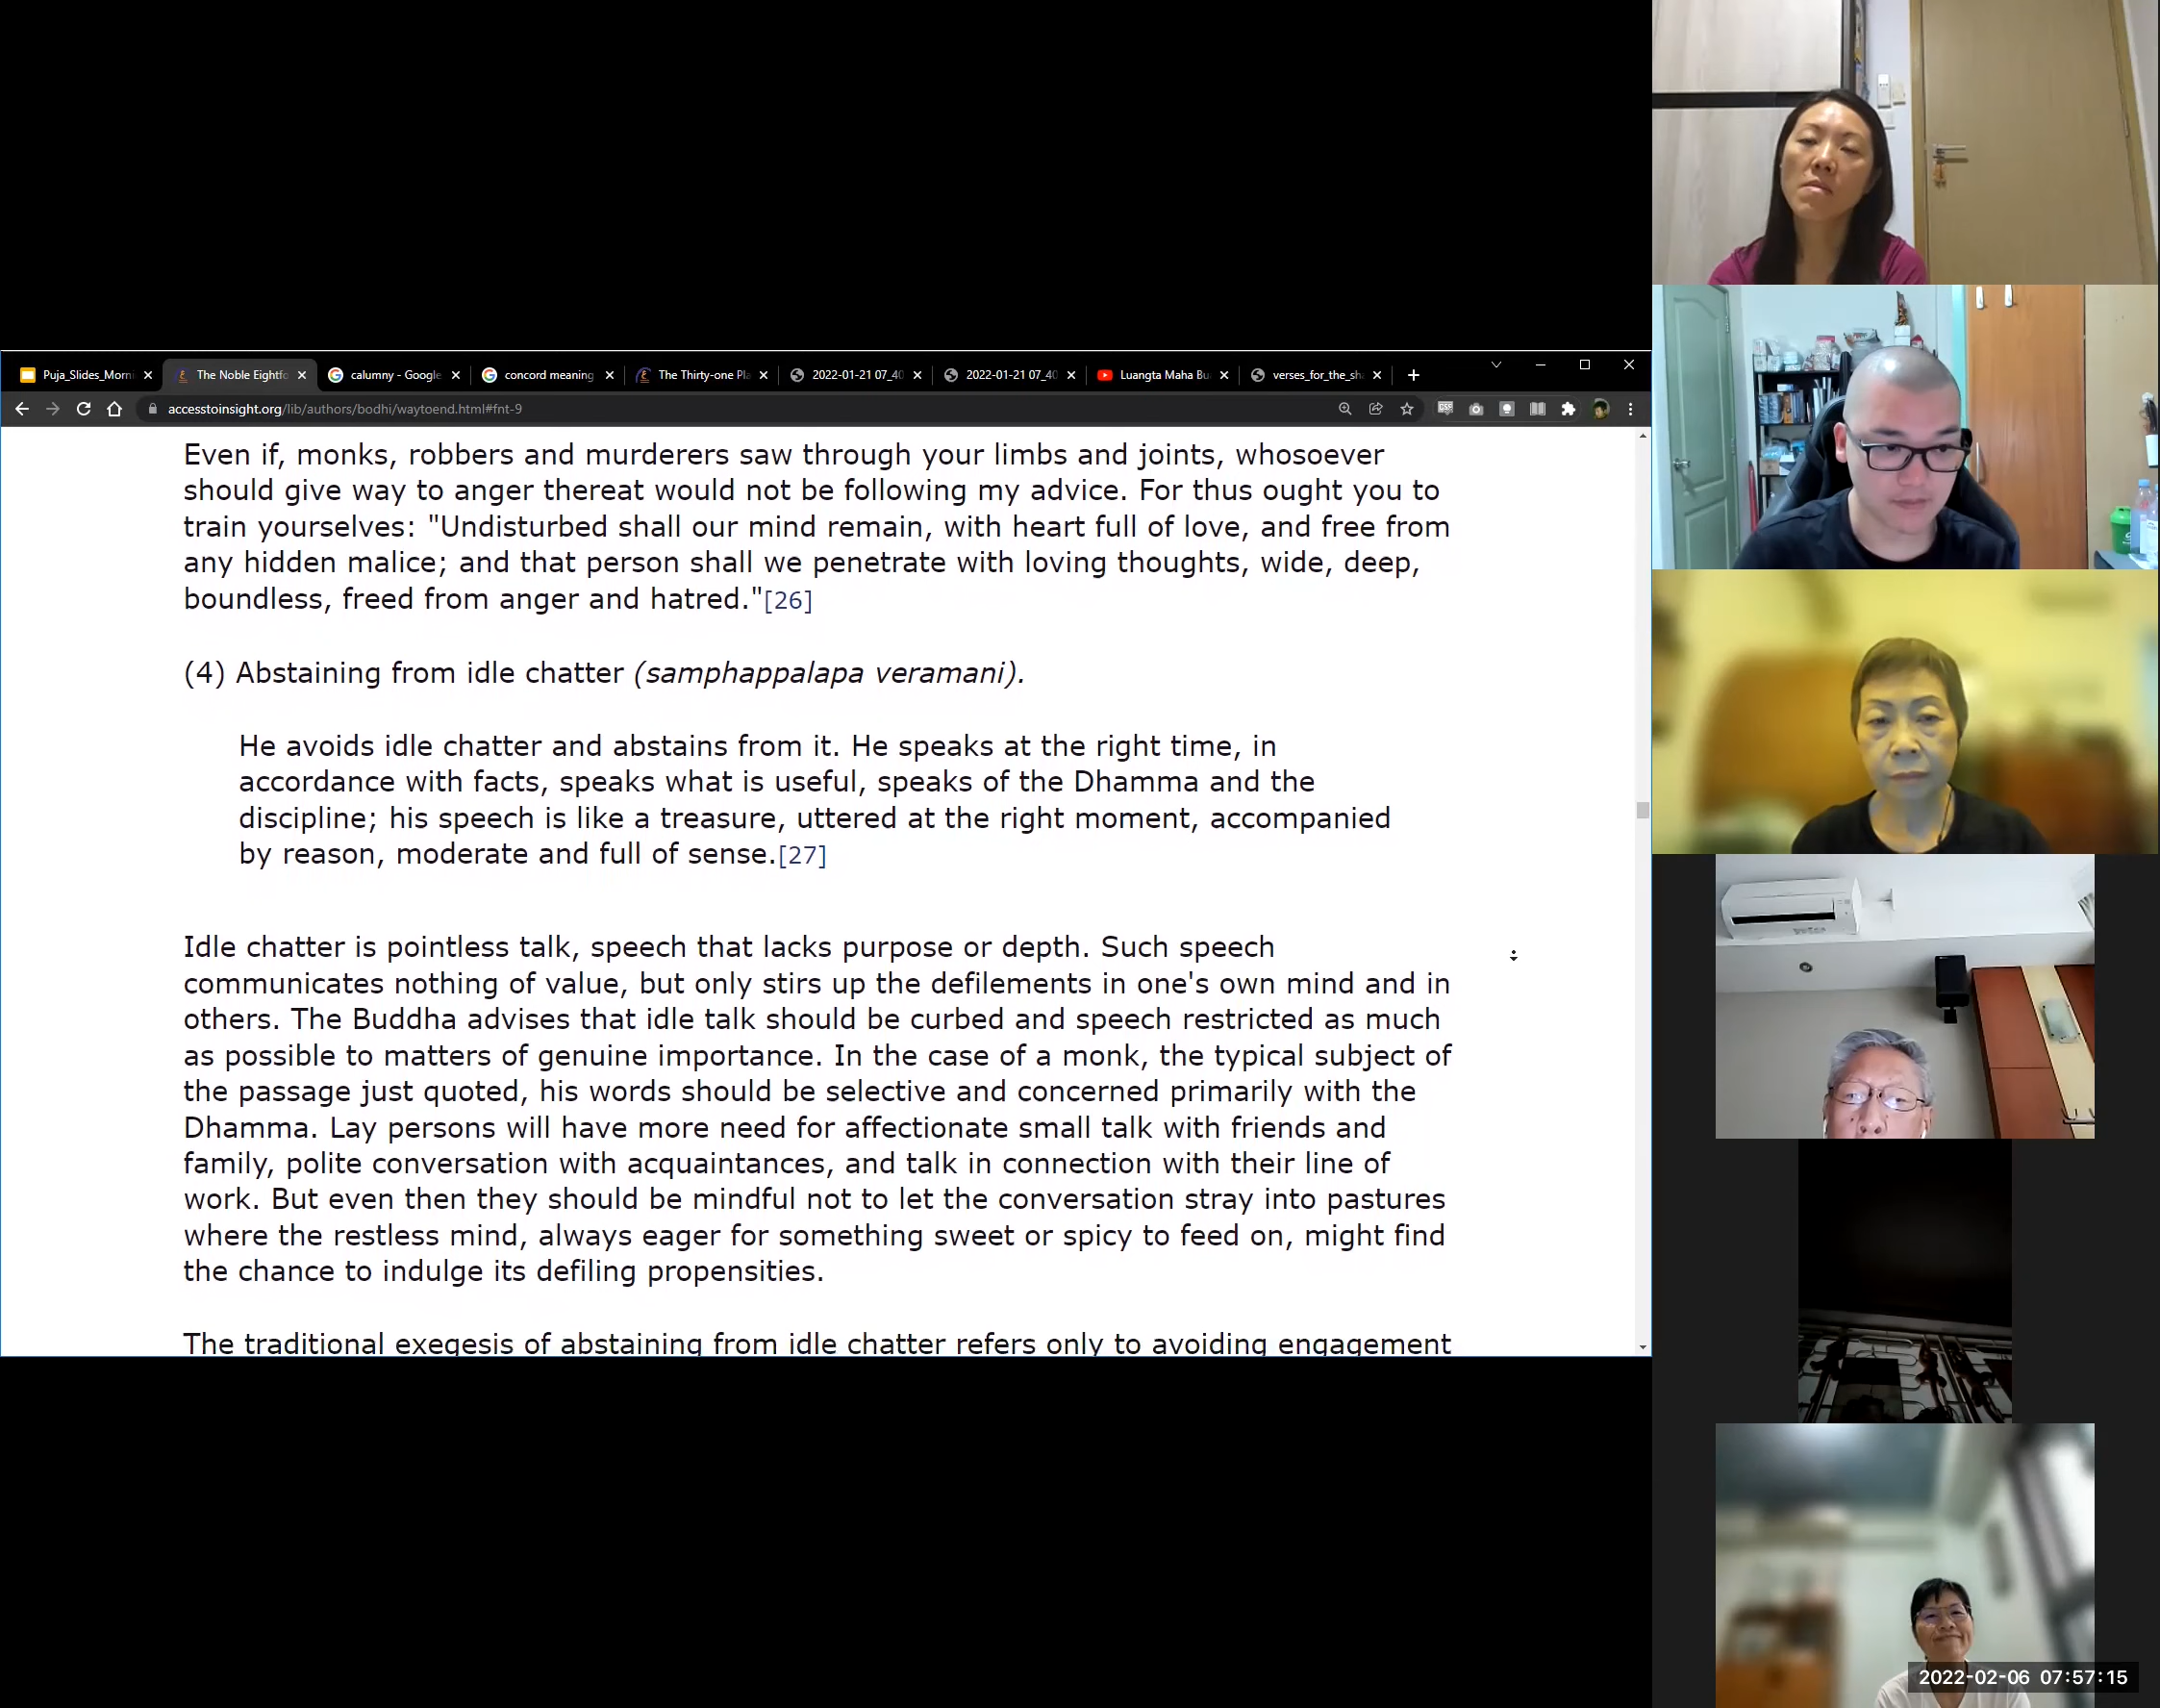 Puja_Slides_Morni
The Noble Eightfo
calumny - Google
concord meaning
The Thirty-one Pla
2022-01-21 07_40
2022-01-21 07_40
Luangta Maha Bu
verses_for_the_sh
accesstoinsight.org/lib/authors/bodhi/waytoend.html#fnt-9
Even if, monks, robbers and murderers saw through your limbs and joints, whosoever
should give way to anger thereat would not be following my advice. For thus ought you to
train yourselves: "Undisturbed shall our mind remain, with heart full of love, and free from
any hidden malice; and that person shall we penetrate with loving thoughts, wide, deep,
boundless, freed from anger and hatred."[26]
(4) Abstaining from idle chatter (samphappalapa veramani).
He avoids idle chatter and abstains from it. He speaks at the right time, in
accordance with facts, speaks what is useful, speaks of the Dhamma and the
discipline; his speech is like a treasure, uttered at the right moment, accompanied
by reason, moderate and full of sense.[27]
Idle chatter is pointless talk, speech that lacks purpose or depth. Such speech
communicates nothing of value, but only stirs up the defilements in one's own mind and in
others. The Buddha advises that idle talk should be curbed and speech restricted as much
as possible to matters of genuine importance. In the case of a monk, the typical subject of
the passage just quoted, his words should be selective and concerned primarily with the
Dhamma. Lay persons will have more need for affectionate small talk with friends and
family, polite conversation with acquaintances, and talk in connection with their line of
work. But even then they should be mindful not to let the conversation stray into pastures
where the restless mind, always eager for something sweet or spicy to feed on, might find
the chance to indulge its defiling propensities.
The traditional exegesis of abstaining from idle chatter refers only to avoiding engagement
2022-02-06 07:57:15